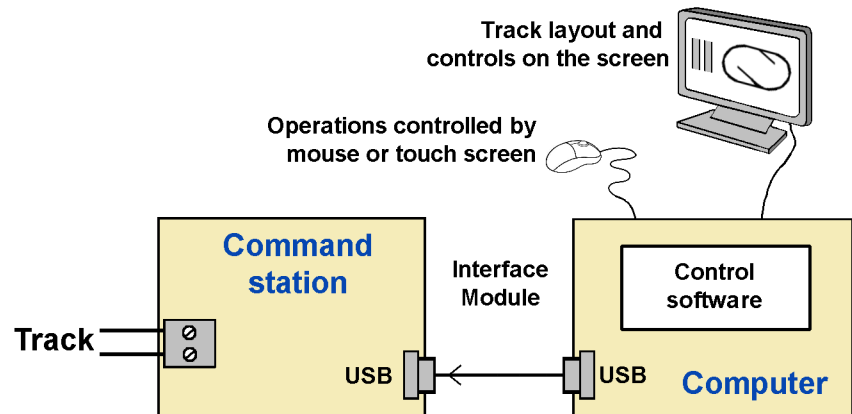 Track layout and
controls on the screen
Operations controlled by
mouse or touch screen
Command
station
Interface
Module
Control
software
Track
USB
USB
Computer